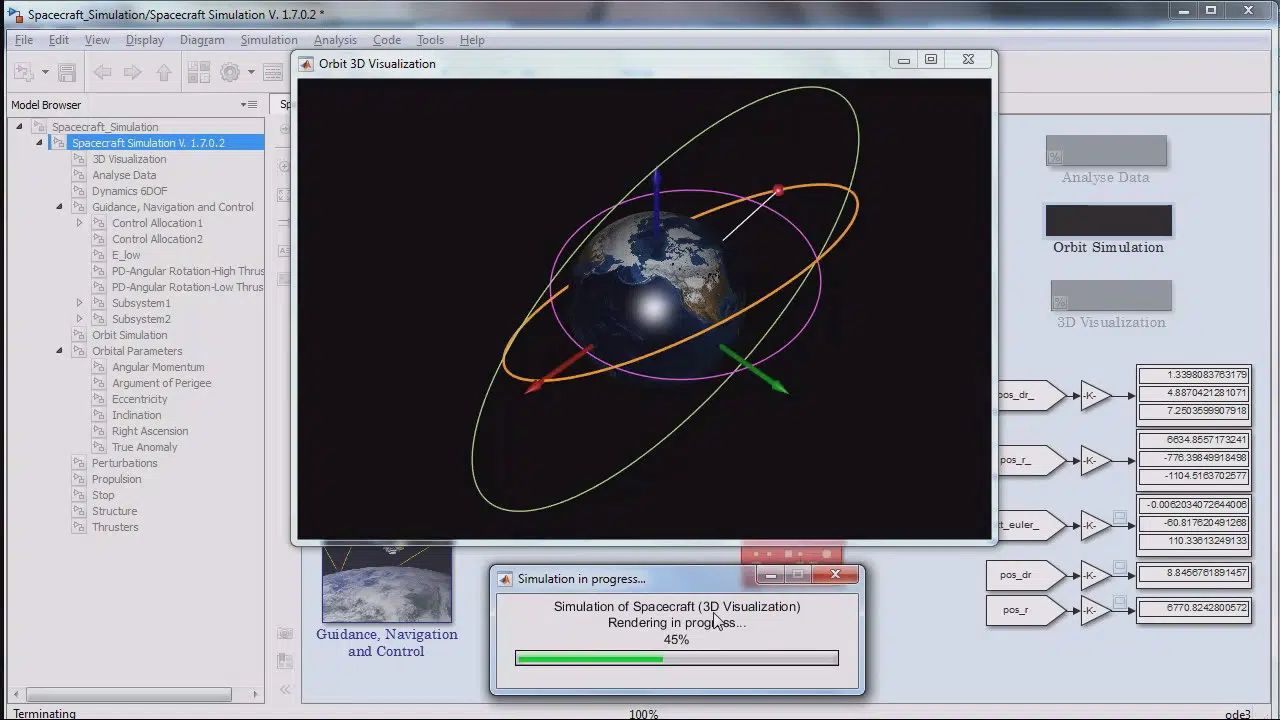 Spacecraft_Simulation/Spacecraft Simulation V. 1.7.0.2 *
File Edit View Display Diagram Simulation Analysis Code Tools Help
Orbit 3D Visualization
Model Browser
Sp
Spacecraft_Simulation
Spacecraft Simulation V. 1.7.0.2
3D Visualization
Analyse Data
Dynamics 6DOF
Guidance, Navigation and Control
Control Allocation1
Control Allocation2
E_low
PD-Angular Rotation-High Thrus
PD-Angular Rotation-Low Thrus
Subsystem1
Subsystem2
Orbit Simulation
Orbital Parameters
Angular Momentum
Argument of Perigee
Eccentricity
Inclination
Right Ascension
True Anomaly
Perturbations
Propulsion
Stop
Structure
Thrusters
Analyse Data
Orbit Simulation
3D Visualization
pos_dr_
-K-
1.3398083763179
4.8870421281071
7.2503599907918
pos_r_
-K-
6634.8557173241
-776.39849918498
-1104.5163702577
tt_euler_
-K-
-0.0062034072644006
-60.817620491268
110.33813249133
pos_dr
-K-
8.8456761891457
pos_r
-K-
6770.8242800572
Guidance, Navigation
and Control
Simulation in progress...
Simulation of Spacecraft (3D Visualization)
Rendering in progress...
45%
Terminating
100%
ode3